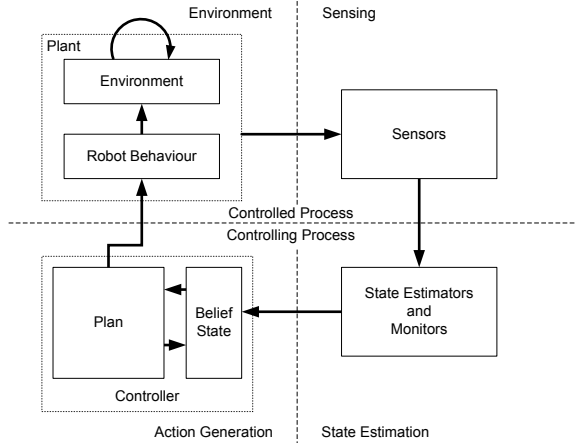 Environment
Sensing
Plant
Environment
Robot Behaviour
Sensors
Controlled Process
Controlling Process
Plan
Belief
State
State Estimators
and
Monitors
Controller
Action Generation
State Estimation